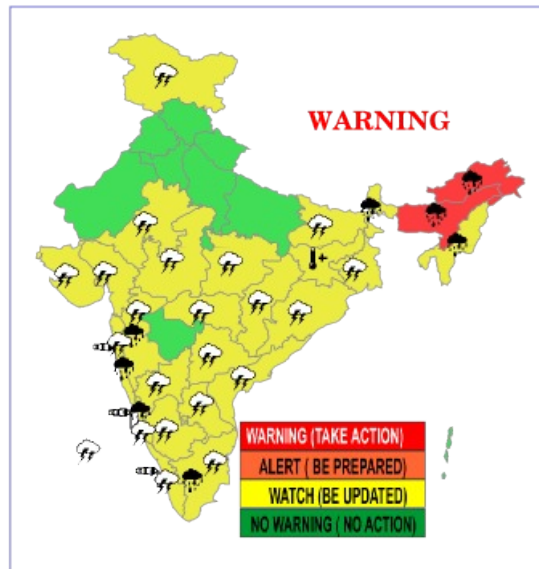 WARNING
WARNING (TAKE ACTION)
ALERT ( BE PREPARED)
WATCH (BE UPDATED)
NO WARNING ( NO ACTION)